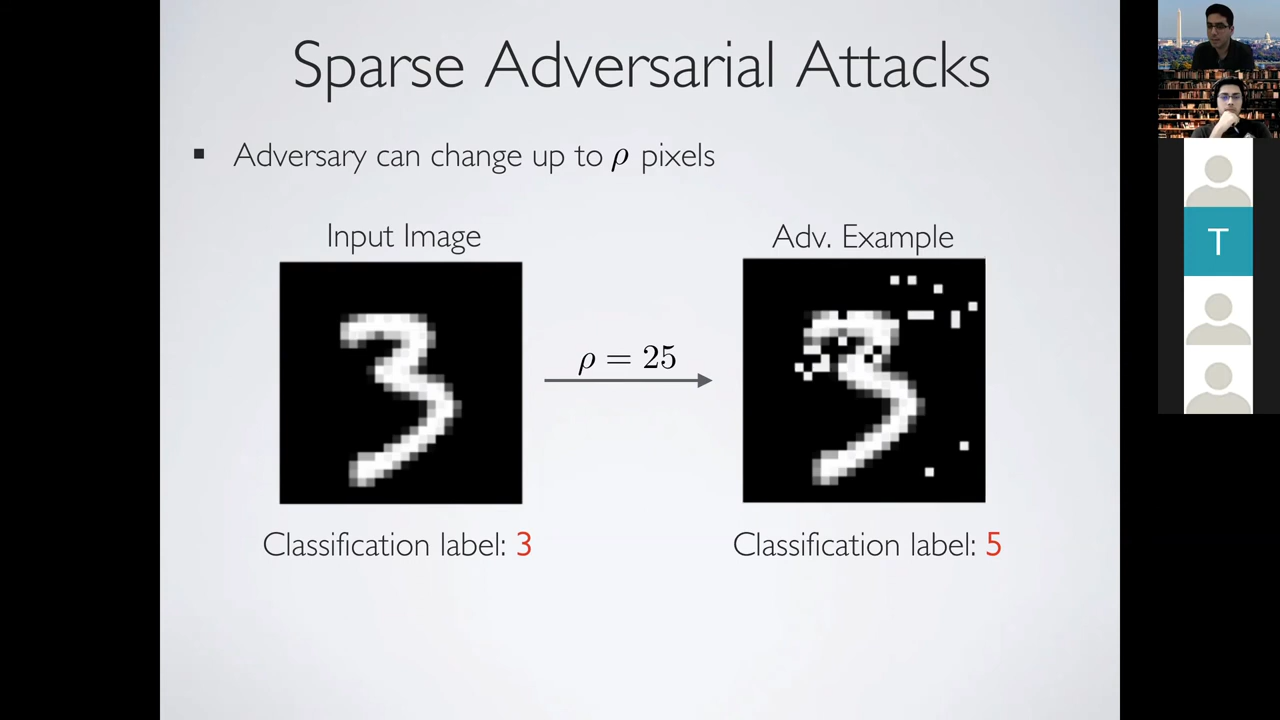 Sparse Adversarial Attacks
▪ Adversary can change up to ρ pixels
Input Image
Adv. Example
ρ = 25
Classification label: 3
Classification label: 5
T